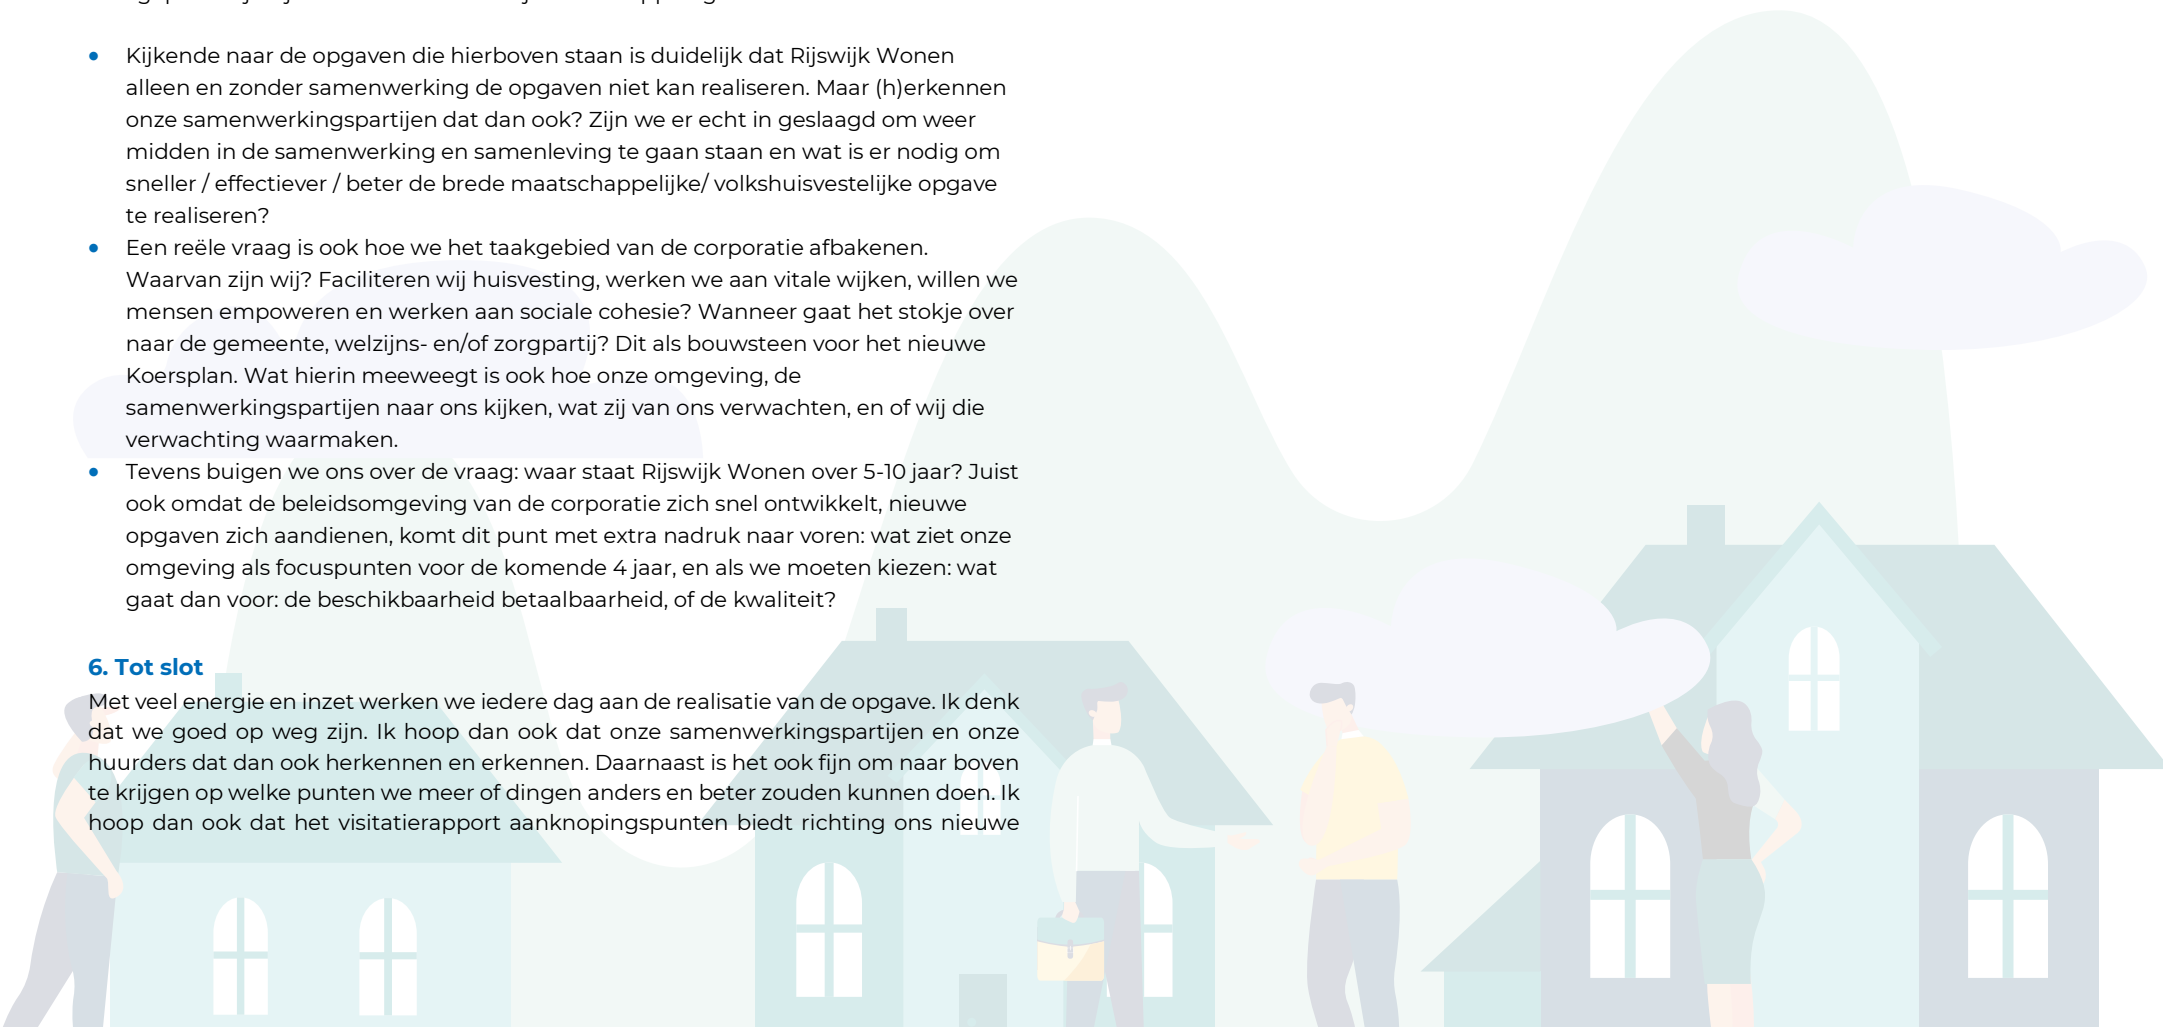 • Kijkende naar de opgaven die hierboven staan is duidelijk dat Rijswijk Wonen
alleen en zonder samenwerking de opgaven niet kan realiseren. Maar (h)erkennen
onze samenwerkingspartijen dat dan ook? Zijn we er echt in geslaagd om weer
midden in de samenwerking en samenleving te gaan staan en wat is er nodig om
sneller / effectiever / beter de brede maatschappelijke/ volkshuisvestelijke opgave
te realiseren?
• Een reële vraag is ook hoe we het taakgebied van de corporatie afbakenen.
Waarvan zijn wij? Faciliteren wij huisvesting, werken we aan vitale wijken, willen we
mensen empoweren en werken aan sociale cohesie? Wanneer gaat het stokje over
naar de gemeente, welzijns- en/of zorgpartij? Dit als bouwsteen voor het nieuwe
Koersplan. Wat hierin meeweegt is ook hoe onze omgeving, de
samenwerkingspartijen naar ons kijken, wat zij van ons verwachten, en of wij die
verwachting waarmaken.
• Tevens buigen we ons over de vraag: waar staat Rijswijk Wonen over 5-10 jaar? Juist
ook omdat de beleidsomgeving van de corporatie zich snel ontwikkelt, nieuwe
opgaven zich aandienen, komt dit punt met extra nadruk naar voren: wat ziet onze
omgeving als focuspunten voor de komende 4 jaar, en als we moeten kiezen: wat
gaat dan voor: de beschikbaarheid betaalbaarheid, of de kwaliteit?
6. Tot slot
Met veel energie en inzet werken we iedere dag aan de realisatie van de opgave. Ik denk
dat we goed op weg zijn. Ik hoop dan ook dat onze samenwerkingspartijen en onze
huurders dat dan ook herkennen en erkennen. Daarnaast is het ook fijn om naar boven
te krijgen op welke punten we meer of dingen anders en beter zouden kunnen doen. Ik
hoop dan ook dat het visitatierapport aanknopingspunten biedt richting ons nieuwe